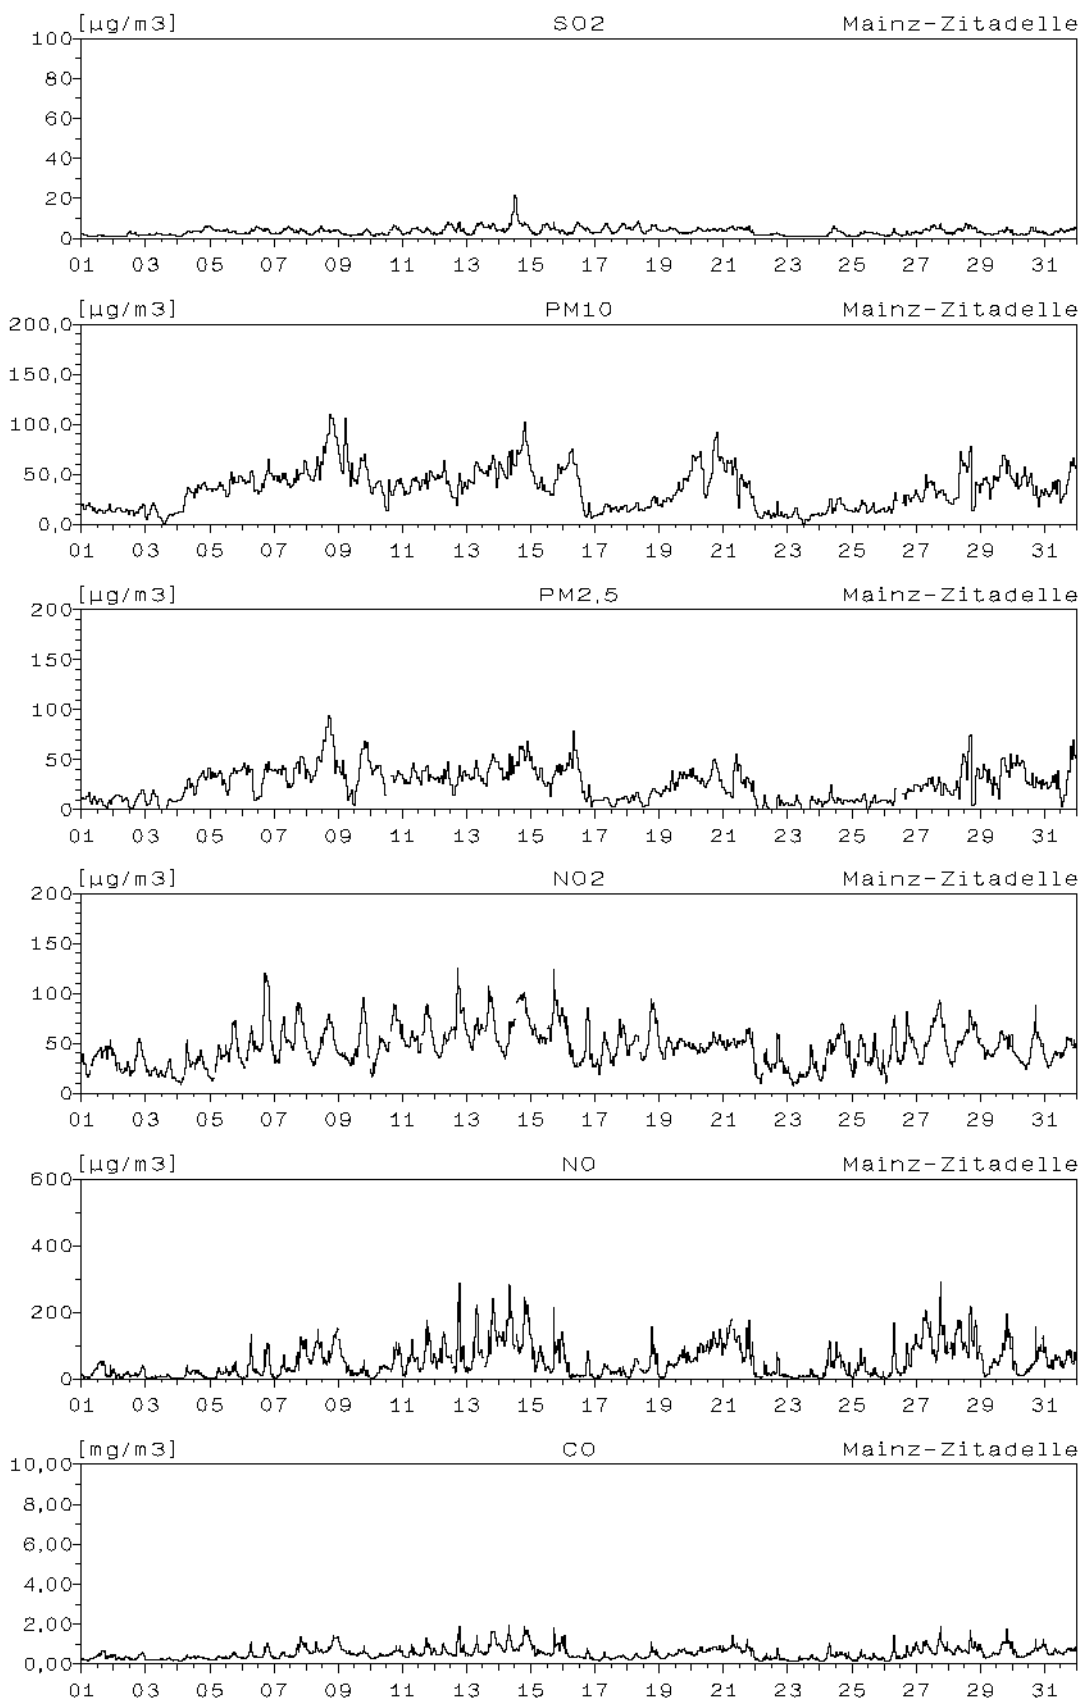 [µg/m3] SO2 Mainz-Zitadelle
100
80
60
40
20
0
01 03 05 07 09 11 13 15 17 19 21 23 25 27 29 31
[µg/m3] PM10 Mainz-Zitadelle
200,0
150,0
100,0
50,0
0,0
01 03 05 07 09 11 13 15 17 19 21 23 25 27 29 31
[µg/m3] PM2,5 Mainz-Zitadelle
200
150
100
50
0
01 03 05 07 09 11 13 15 17 19 21 23 25 27 29 31
[µg/m3] NO2 Mainz-Zitadelle
200
150
100
50
0
01 03 05 07 09 11 13 15 17 19 21 23 25 27 29 31
[µg/m3] NO Mainz-Zitadelle
600
400
200
0
01 03 05 07 09 11 13 15 17 19 21 23 25 27 29 31
[mg/m3] CO Mainz-Zitadelle
10,00
8,00
6,00
4,00
2,00
0,00
01 03 05 07 09 11 13 15 17 19 21 23 25 27 29 31